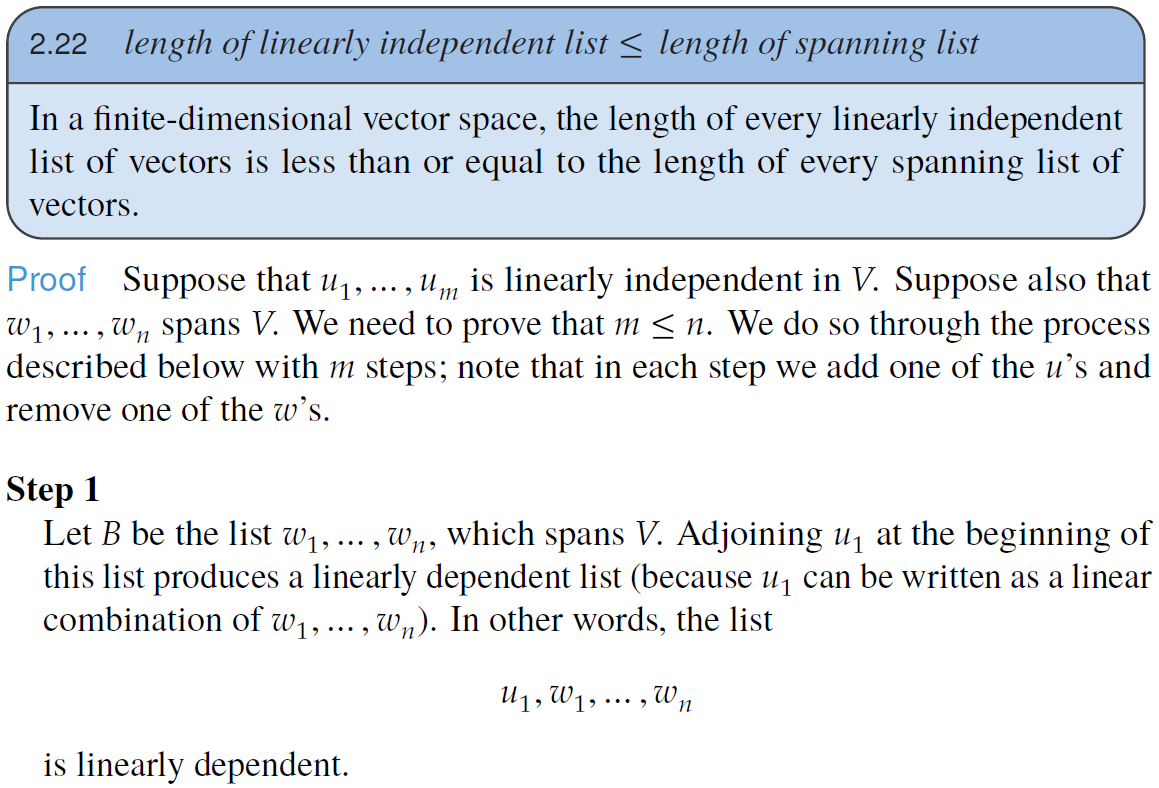 2.22 length of linearly independent list ≤ length of spanning list
In a finite-dimensional vector space, the length of every linearly independent
list of vectors is less than or equal to the length of every spanning list of
vectors.
Proof Suppose that u₁, … , uₘ is linearly independent in V. Suppose also that
w₁, … , wₙ spans V. We need to prove that m ≤ n. We do so through the process
described below with m steps; note that in each step we add one of the u’s and
remove one of the w’s.
Step 1
Let B be the list w₁, … , wₙ, which spans V. Adjoining u₁ at the beginning of
this list produces a linearly dependent list (because u₁ can be written as a linear
combination of w₁, … , wₙ). In other words, the list
u₁, w₁, … , wₙ
is linearly dependent.